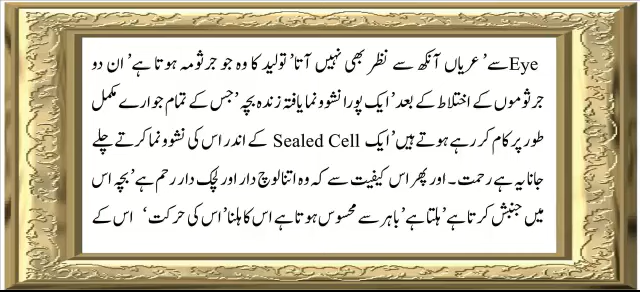 Eye سے’ عریاں آنکھ سے نظر بھی نہیں آتا’ تولید کا وہ جو جرثومہ ہوتا ہے’ ان دو
جرثوموں کے اختلاط کے بعد’ ایک پورا نشوونما یافتہ زندہ بچہ’ جس کے تمام جوارے مکمل
طور پر کام کر رہے ہوتے ہیں’ ایک Sealed Cell کے اندر اس کی نشوونما کرتے چلے
جانا یہ ہے رحمت۔ اور پھر اس کیفیت سے کہ وہ اتنا لوچ دار اور لچک دار رحم ہے’ بچہ اس
میں جنبش کرتا ہے’ ہلتا ہے’ باہر سے محسوس ہوتا ہے اس کا ہلنا’ اس کی حرکت‘ اس کے